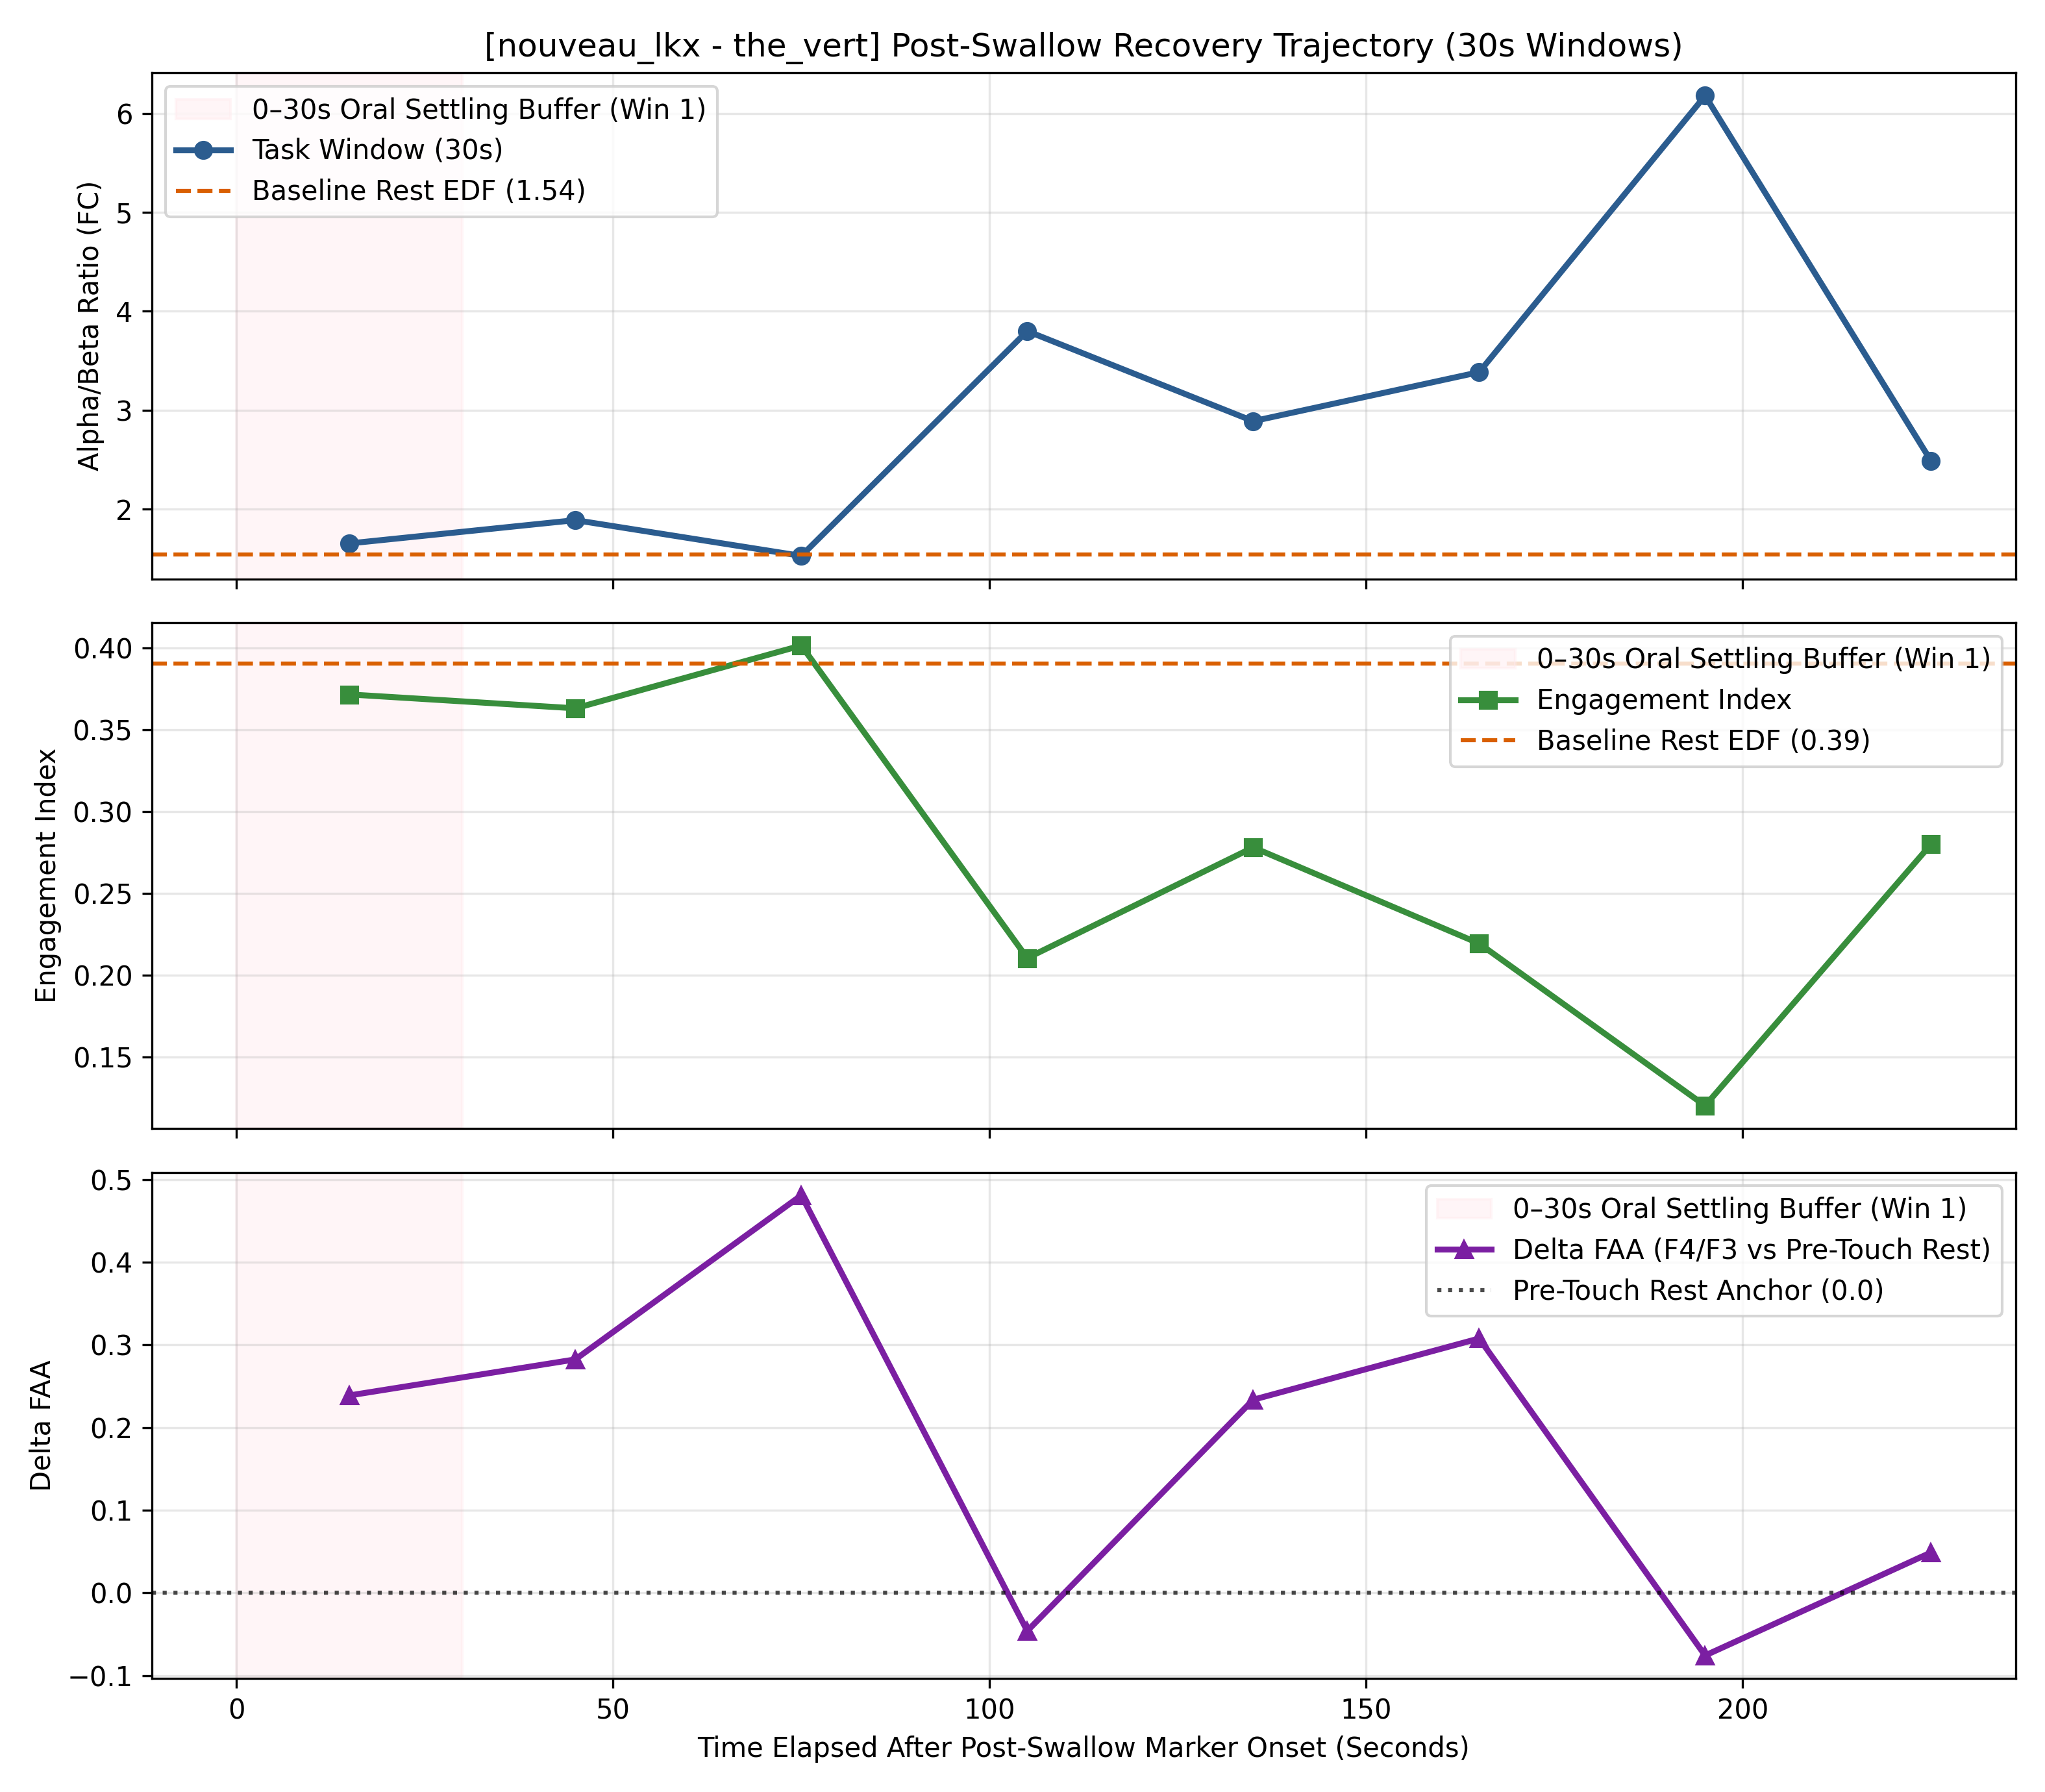 [nouveau_lkx - the_vert] Post-Swallow Recovery Trajectory (30s Windows)
Alpha/Beta Ratio (FC)
6
5
4
3
2
0–30s Oral Settling Buffer (Win 1)
Task Window (30s)
Baseline Rest EDF (1.54)
Engagement Index
0.40
0.35
0.30
0.25
0.20
0.15
0–30s Oral Settling Buffer (Win 1)
Engagement Index
Baseline Rest EDF (0.39)
Delta FAA
0.5
0.4
0.3
0.2
0.1
0.0
−0.1
0–30s Oral Settling Buffer (Win 1)
Delta FAA (F4/F3 vs Pre-Touch Rest)
Pre-Touch Rest Anchor (0.0)
0 50 100 150 200
Time Elapsed After Post-Swallow Marker Onset (Seconds)